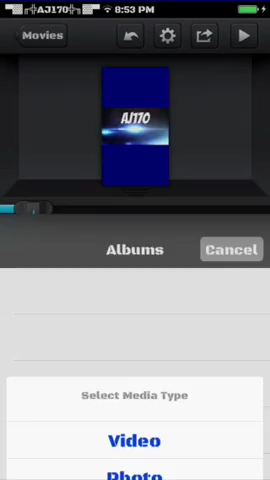 AJ170 8:53 PM
Movies
AJ170
Albums Cancel
Select Media Type
Video
Photo